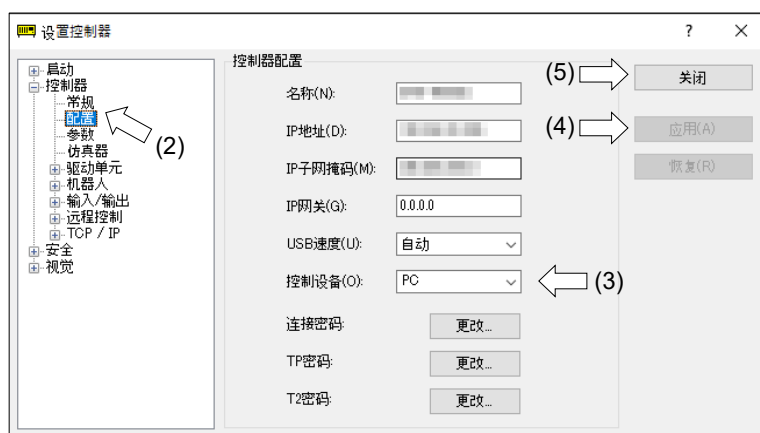 设置控制器
启动
控制器
常规
配置
(2)
参数
仿真器
驱动单元
机器人
输入/输出
远程控制
TCP / IP
安全
视觉
控制器配置
名称(N):
IP地址(D):
IP子网掩码(M):
IP网关(G):
0.0.0.0
USB速度(U):
自动
控制设备(O):
PC
(3)
连接密码:
更改...
TP密码:
更改...
T2密码:
更改...
(5)
关闭
(4)
应用(A)
恢复(R)